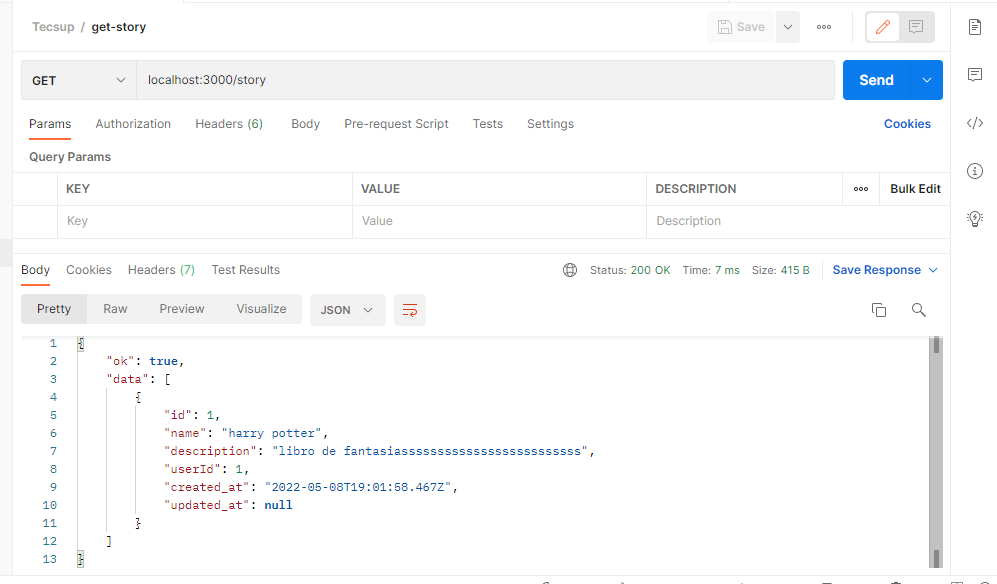 Tecsup / get-story
Save
GET localhost:3000/story Send
Params Authorization Headers (6) Body Pre-request Script Tests Settings Cookies
Query Params
KEY VALUE DESCRIPTION Bulk Edit
Key Value Description
Body Cookies Headers (7) Test Results Status: 200 OK Time: 7 ms Size: 415 B Save Response
Pretty Raw Preview Visualize JSON
1 {
2 "ok": true,
3 "data": [
4 {
5 "id": 1,
6 "name": "harry potter",
7 "description": "libro de fantasiasssssssssssssssssssssssss",
8 "userId": 1,
9 "created_at": "2022-05-08T19:01:58.467Z",
10 "updated_at": null
11 }
12 ]
13 }